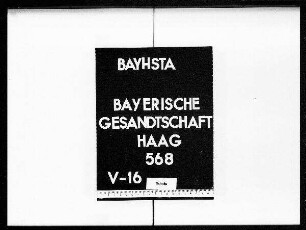 BAYHSTA
BAYERISCHE
GESANDTSCHAFT
HAAG
568
V-16